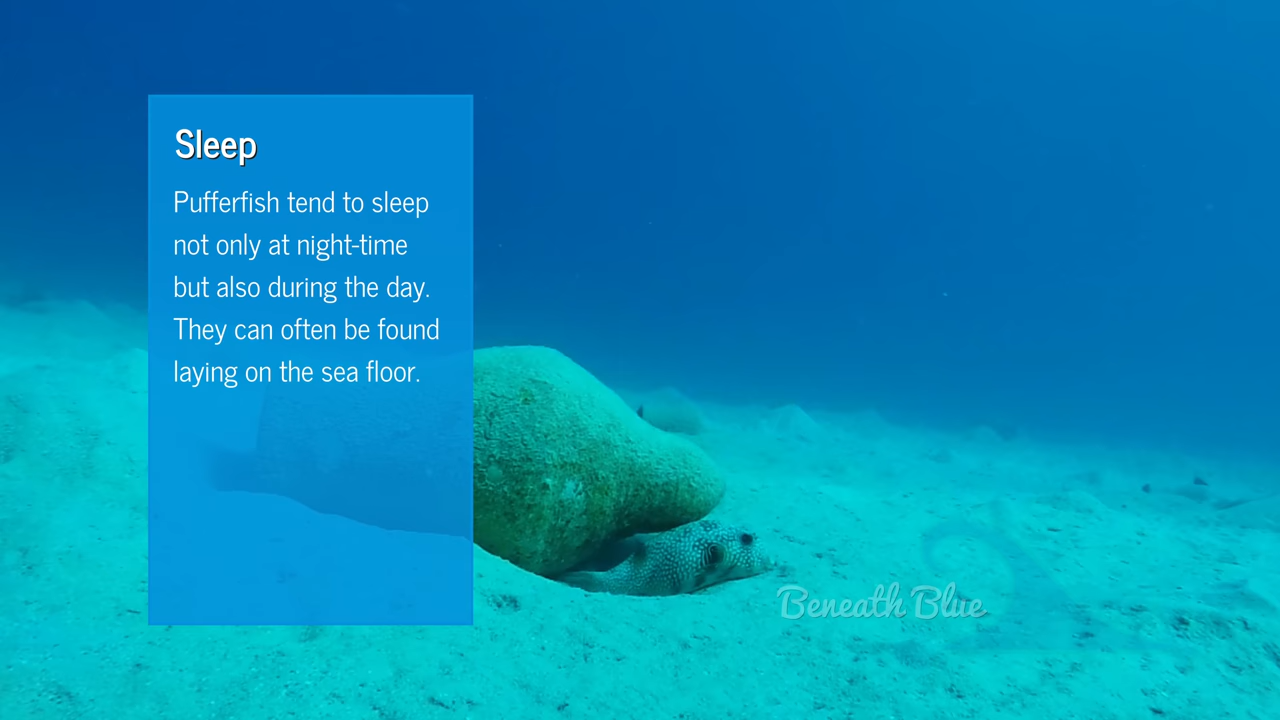 Sleep
Pufferfish tend to sleep
not only at night-time
but also during the day.
They can often be found
laying on the sea floor.
Beneath Blue